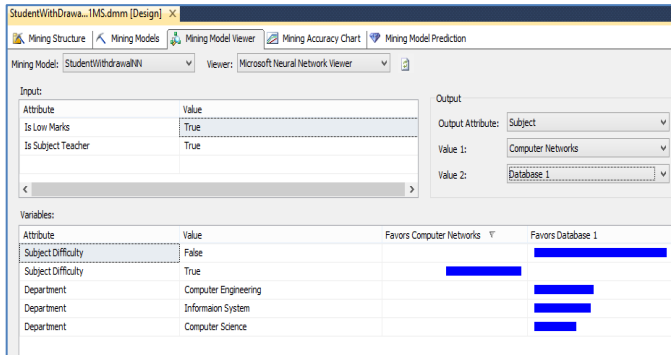 StudentWithDrawa...1MS.dmm [Design] X
Mining Structure Mining Models Mining Model Viewer Mining Accuracy Chart Mining Model Prediction
Mining Model: StudentWithdrawalNN Viewer: Microsoft Neural Network Viewer
Input:
Attribute Value
Is Low Marks True
Is Subject Teacher True
Output
Output Attribute: Subject
Value 1: Computer Networks
Value 2: Database 1
Variables:
Attribute Value Favors Computer Networks Favors Database 1
Subject Difficulty False
Subject Difficulty True
Department Computer Engineering
Department Informaion System
Department Computer Science